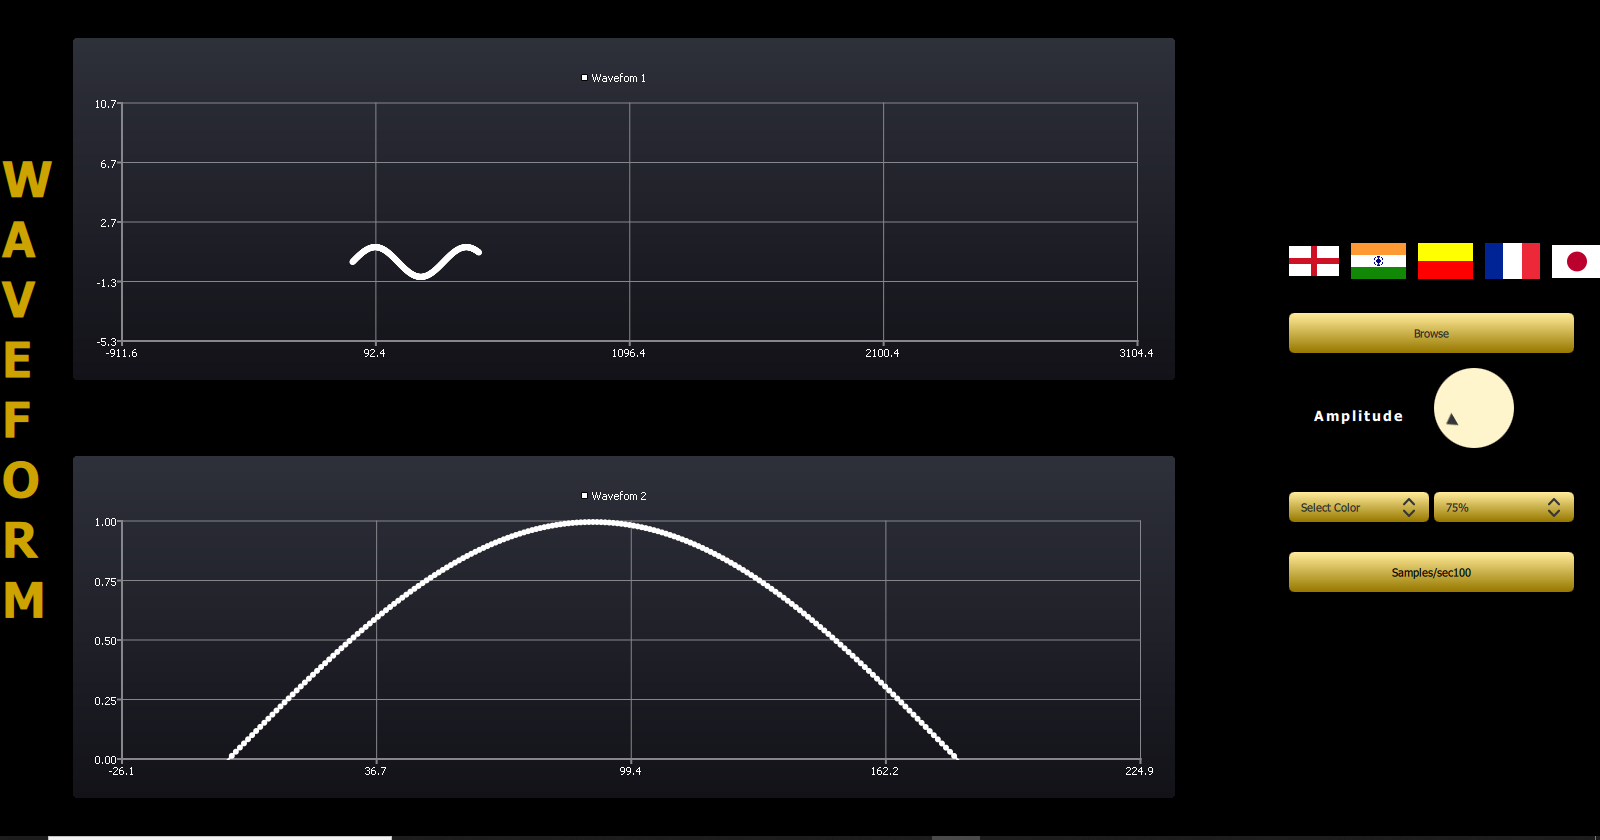 W
A
V
E
F
O
R
M
Wavefom 1
10.7
6.7
2.7
-1.3
-5.3
-911.6 92.4 1096.4 2100.4 3104.4
Wavefom 2
1.00
0.75
0.50
0.25
0.00
-26.1 36.7 99.4 162.2 224.9
Browse
Amplitude
Select Color 75%
Samples/sec100